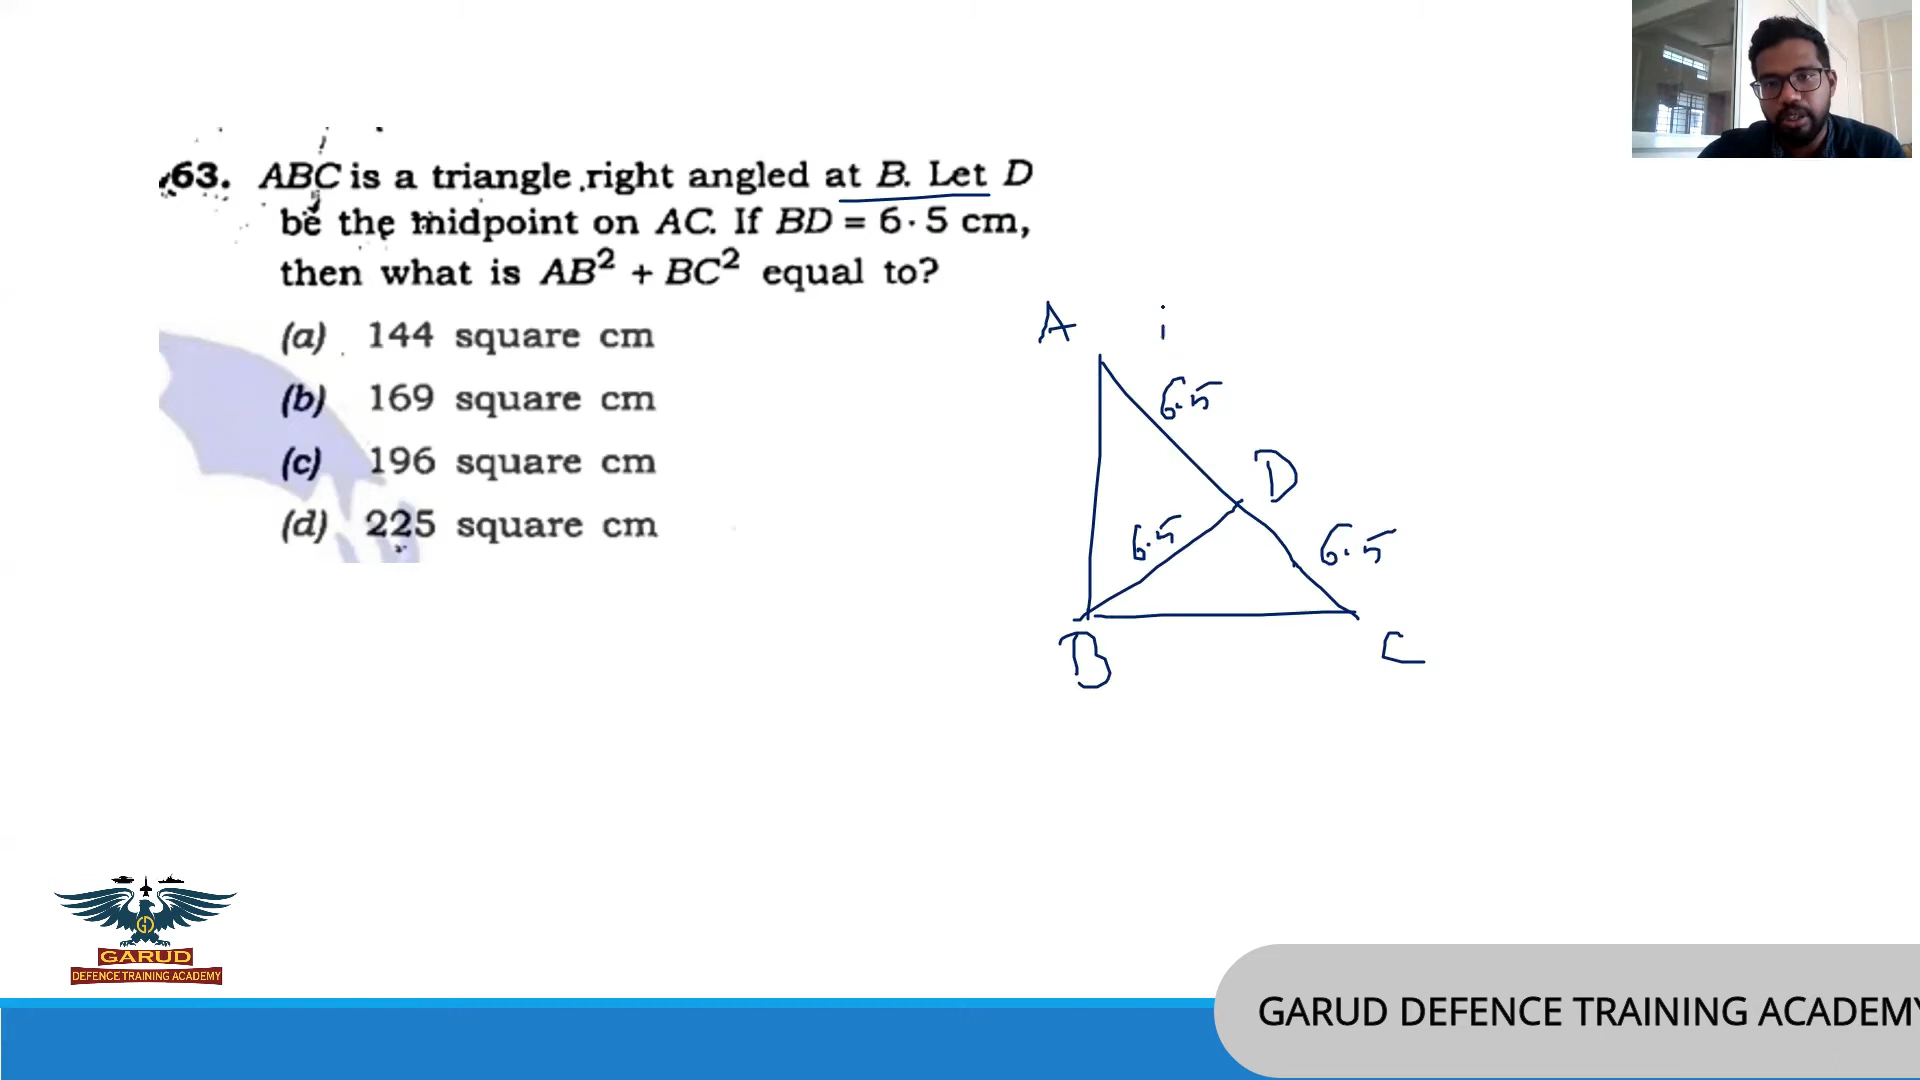 63. ABC is a triangle right angled at B. Let D
be the midpoint on AC. If BD = 6·5 cm,
then what is AB² + BC² equal to?
(a) 144 square cm
(b) 169 square cm
(c) 196 square cm
(d) 225 square cm
A
6.5
D
6.5
6.5
B
C
GD
GARUD
DEFENCE TRAINING ACADEMY
GARUD DEFENCE TRAINING ACADEMY